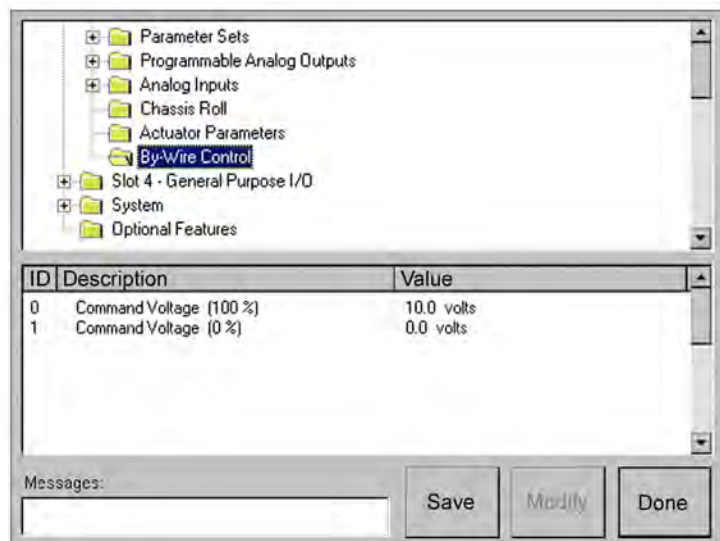 Parameter Sets
Programmable Analog Outputs
Analog Inputs
Chassis Roll
Actuator Parameters
By-Wire Control
Slot 4 - General Purpose I/O
System
Optional Features
ID Description Value
0 Command Voltage (100 %) 10.0 volts
1 Command Voltage (0 %) 0.0 volts
Messages:
Save Modify Done